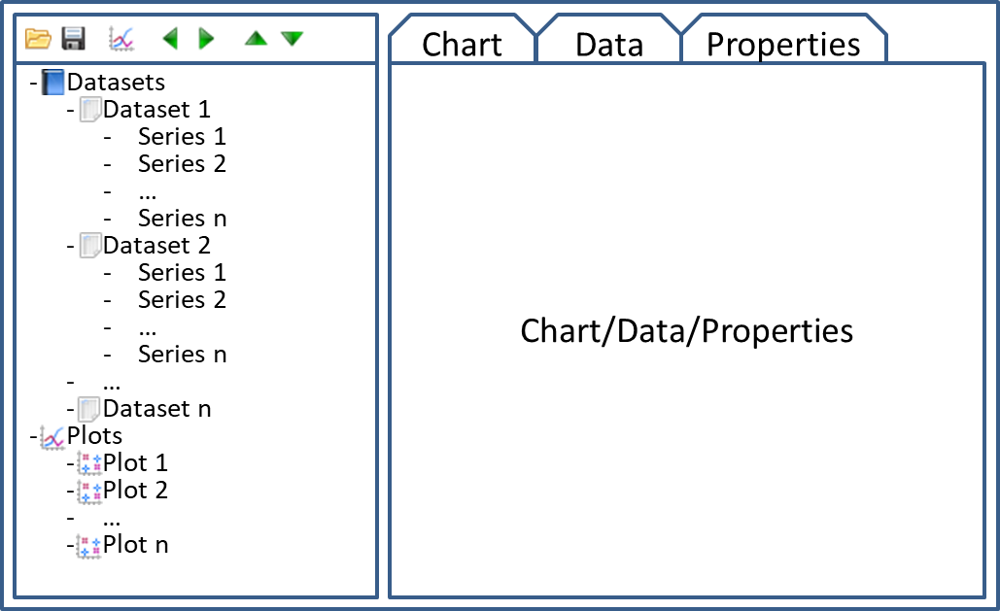 Chart Data Properties
- Datasets
- Dataset 1
- Series 1
- Series 2
- ...
- Series n
- Dataset 2
- Series 1
- Series 2
- ...
- Series n
- ...
- Dataset n
- Plots
- Plot 1
- Plot 2
- ...
- Plot n
Chart/Data/Properties